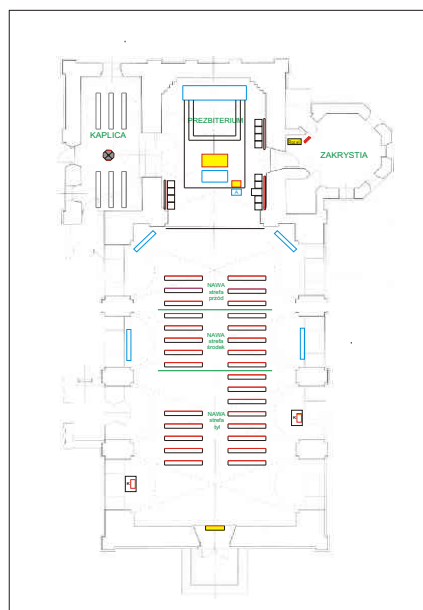 PREZBITERIUM
KAPLICA
ZAKRYSTIA
NAWA
strefa
przód
NAWA
strefa
środek
NAWA
strefa
tył